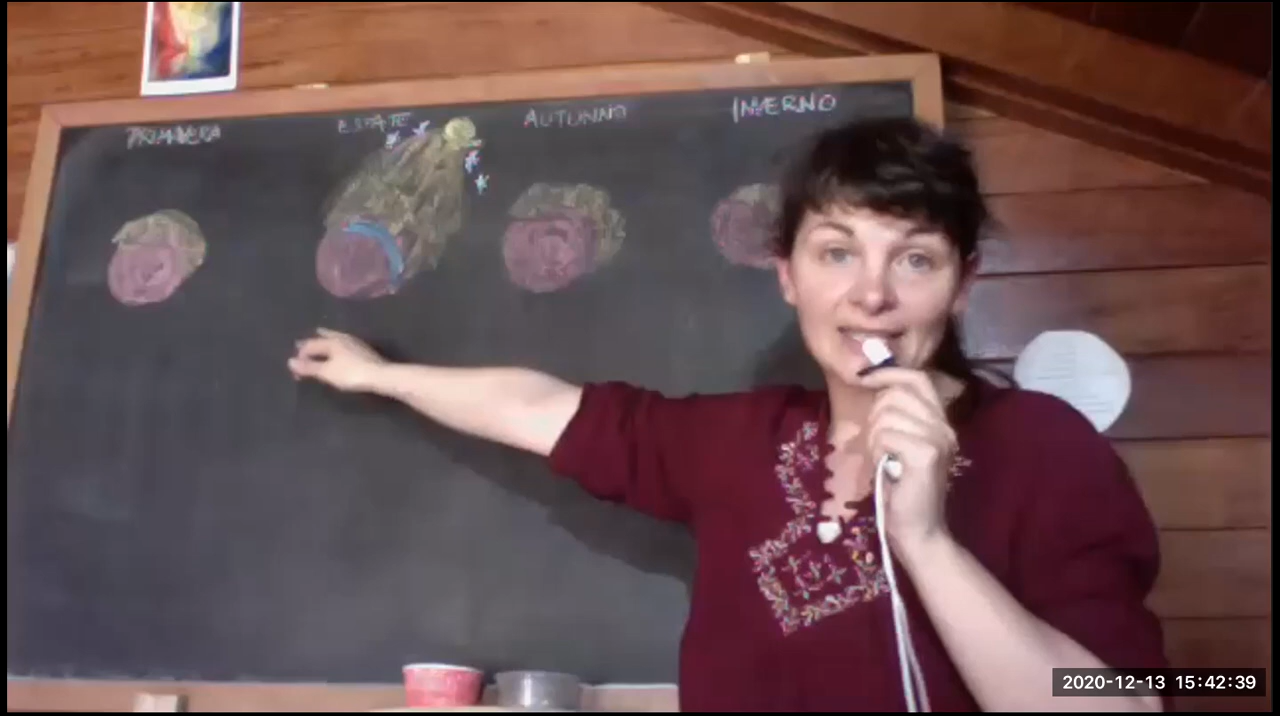 PRIMAVERA
ESTATE
AUTUNNO
INVERNO
2020-12-13 15:42:39